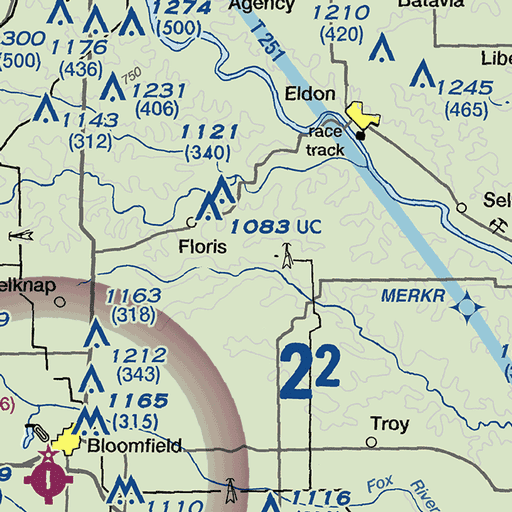 1274
(500)
Agency
T 251
1210
(420)
Batavia
300
(500)
1176
(436)
750
1231
(406)
Eldon
1245
(465)
1143
(312)
1121
(340)
race
track
1083 UC
Floris
1163
(318)
MERKR
1212
(343)
22
1165
(315)
Bloomfield
Troy
1116
Fox River
1110